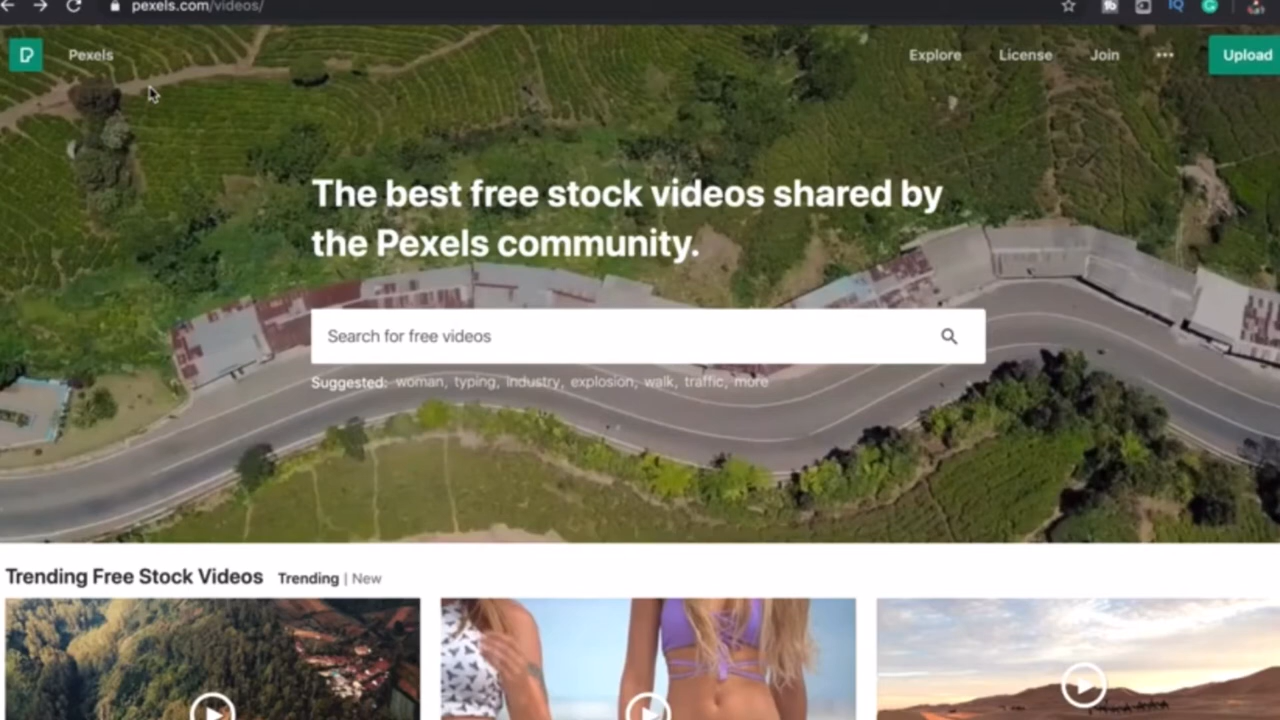 pexels.com/videos/
Pexels
Explore
License
Join
Upload
The best free stock videos shared by
the Pexels community.
Search for free videos
Suggested: woman, typing, industry, explosion, walk, traffic, more
Trending Free Stock Videos Trending | New